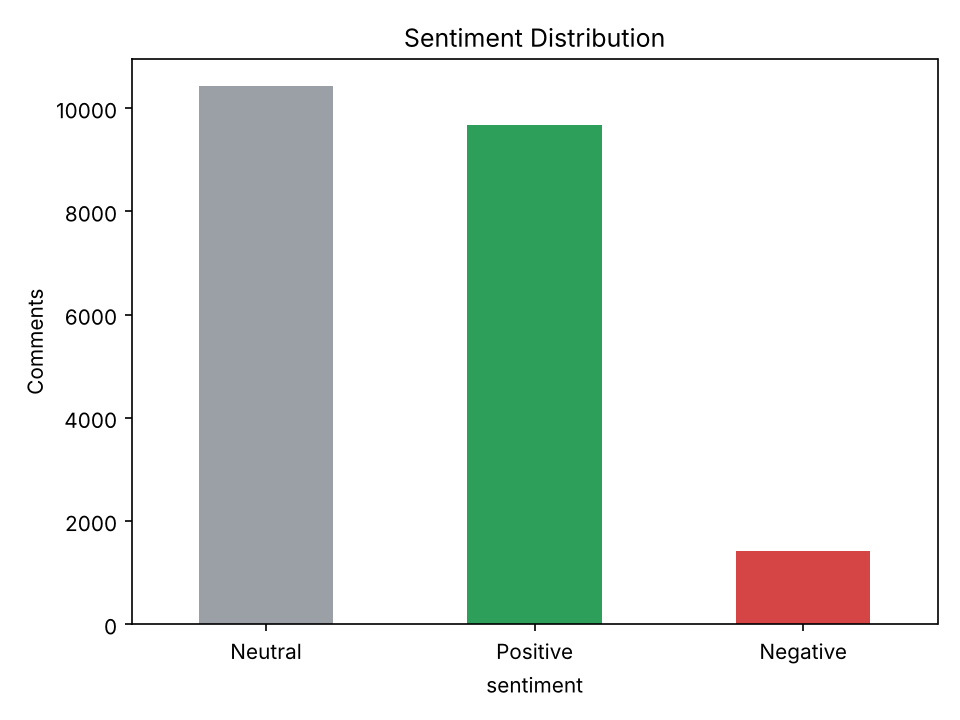 Sentiment Distribution
Comments
10000
8000
6000
4000
2000
0
Neutral
Positive
Negative
sentiment